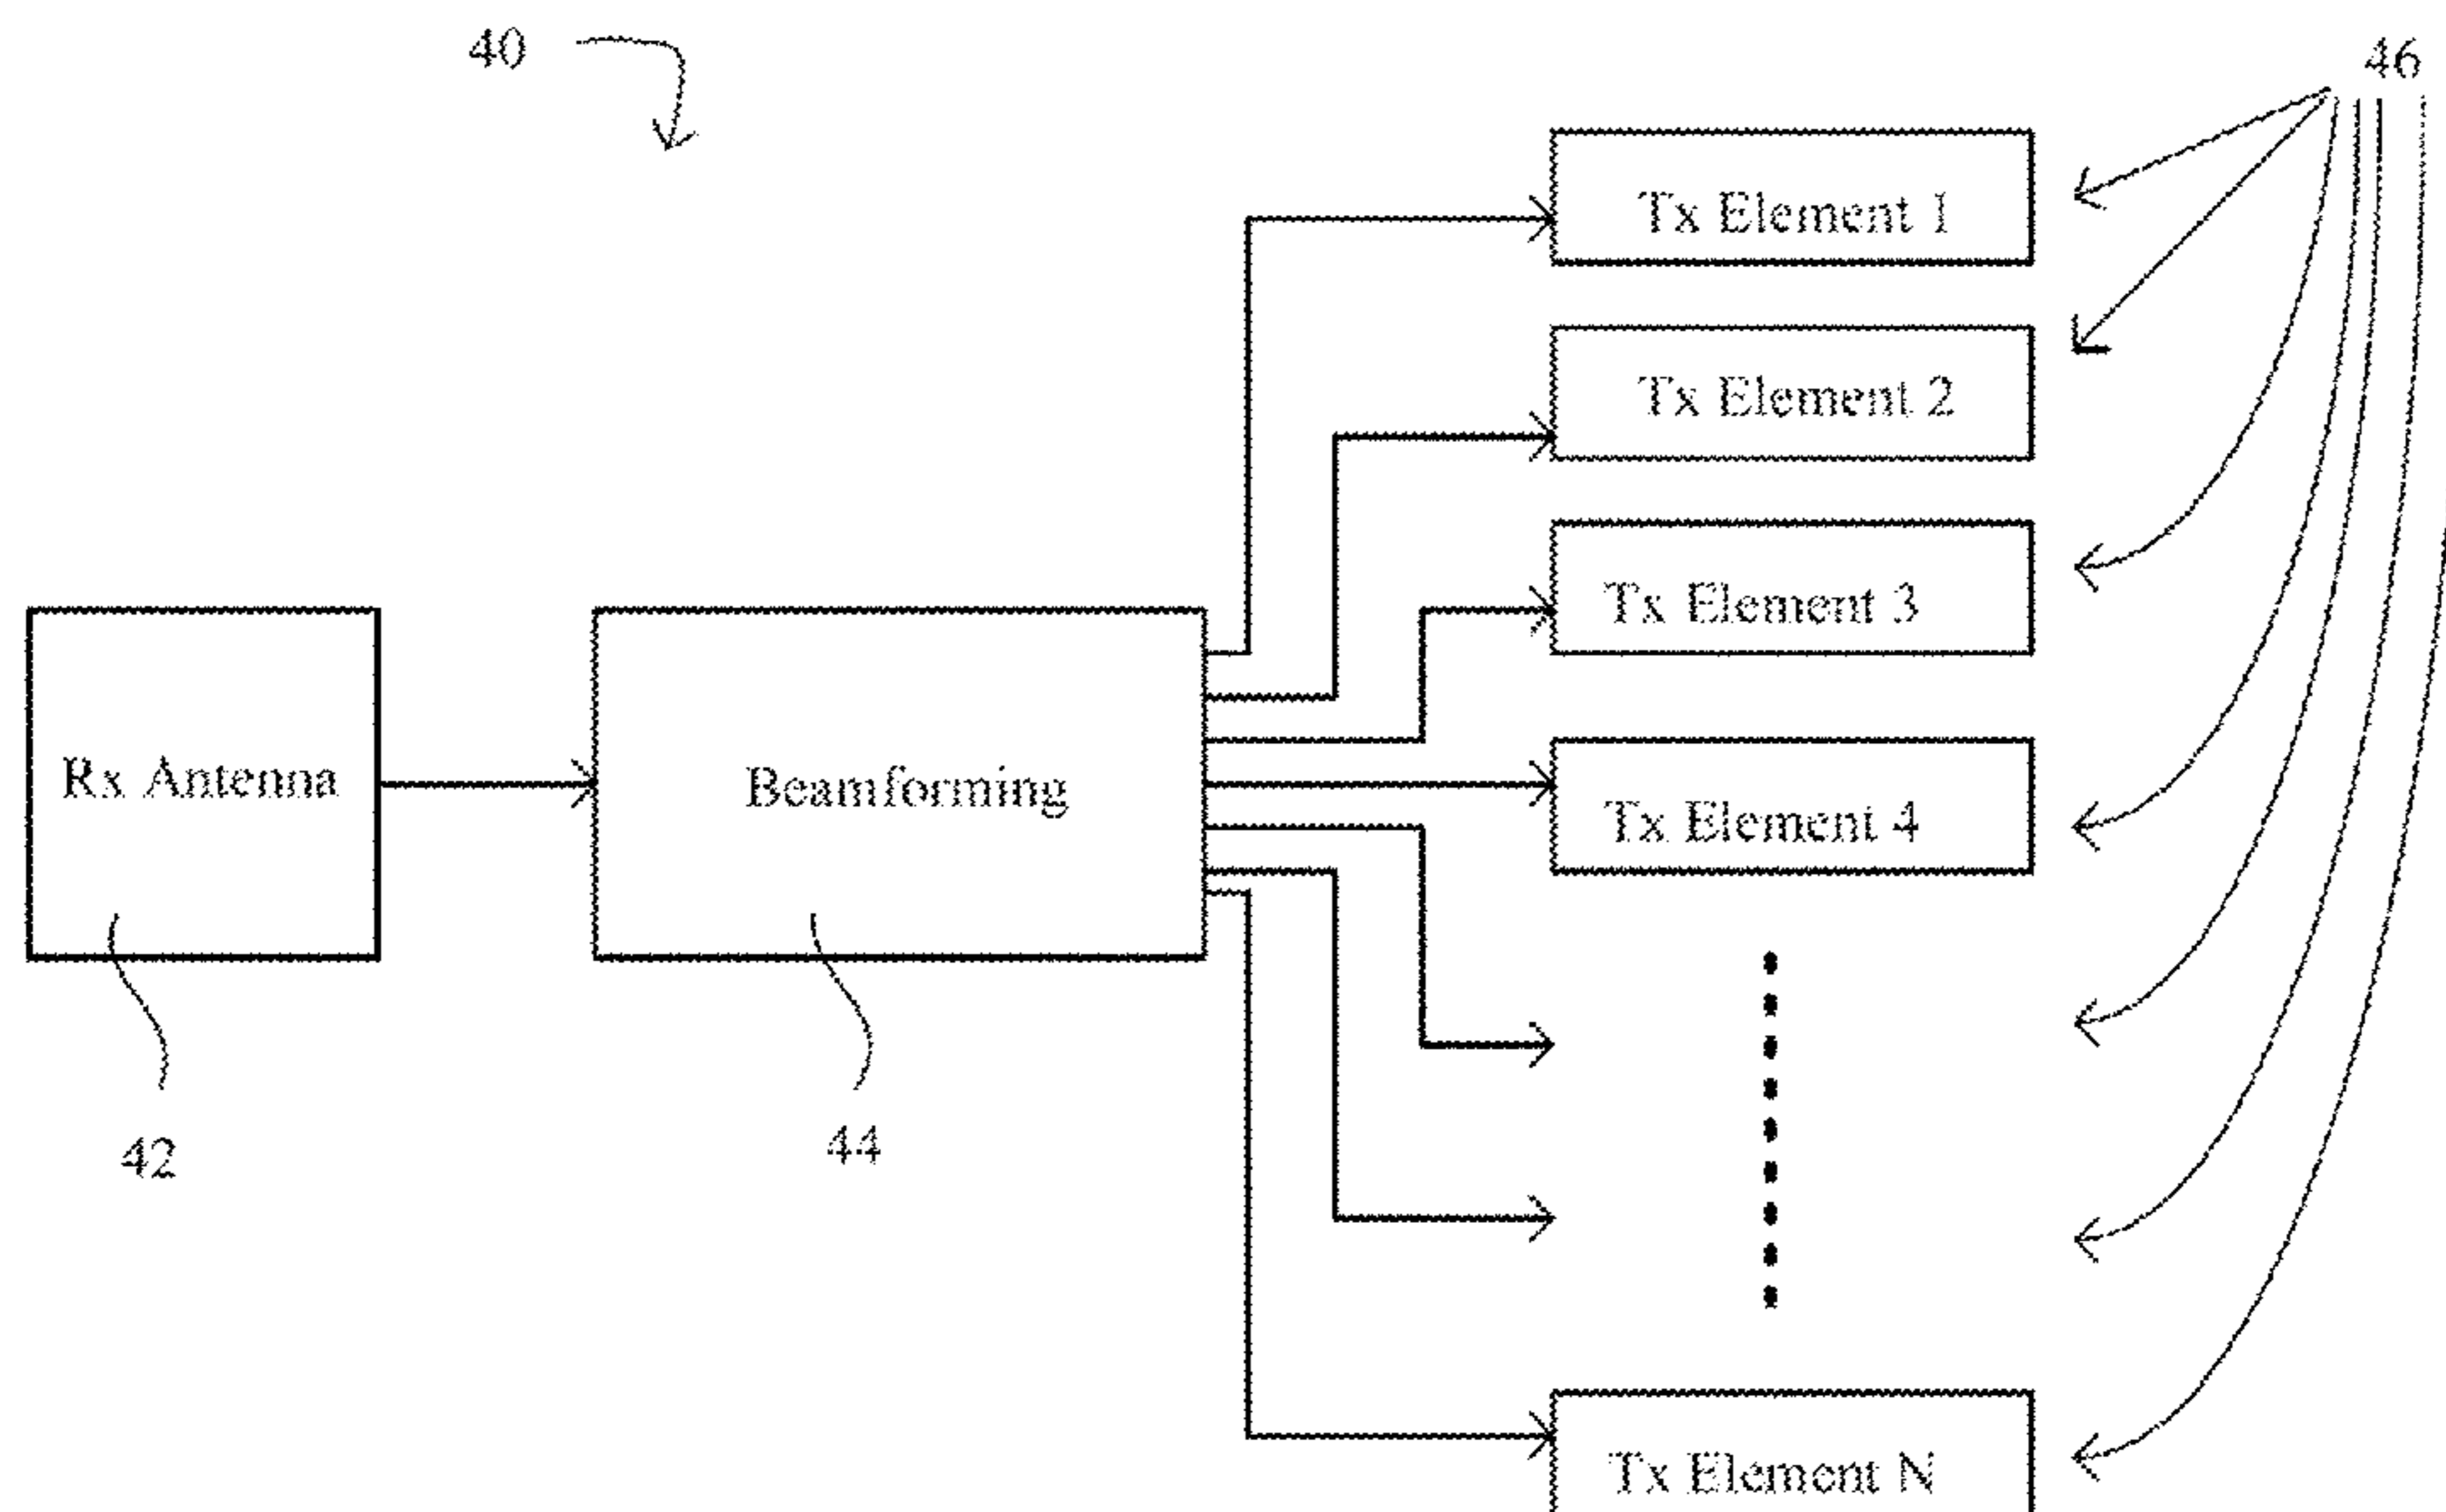 40
46
Tx Element 1
Tx Element 2
Tx Element 3
Rx Antenna
Beamforming
Tx Element 4
42
44
Tx Element N